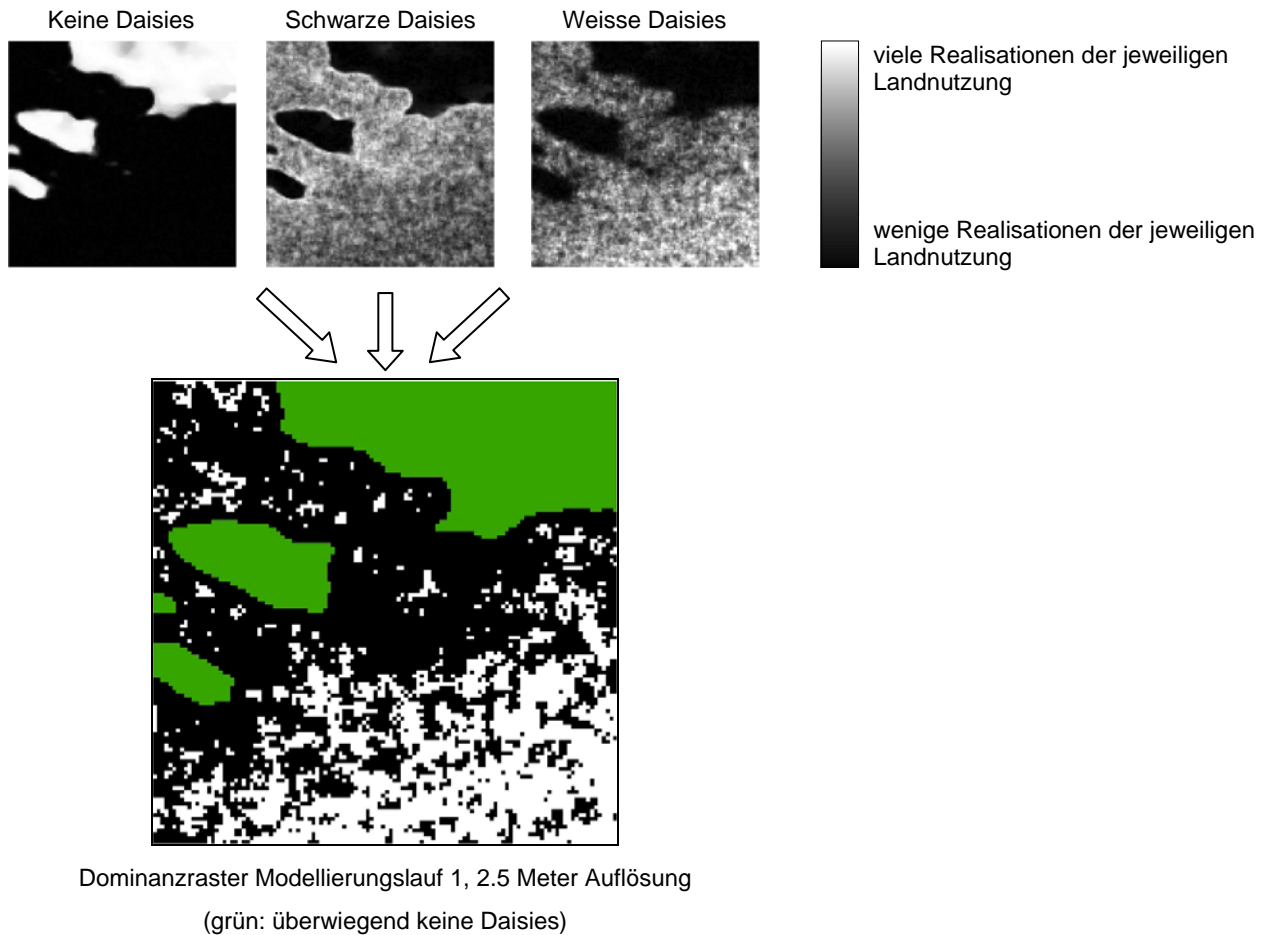 Keine Daisies
Schwarze Daisies
Weisse Daisies
viele Realisationen der jeweiligen
Landnutzung
wenige Realisationen der jeweiligen
Landnutzung
Dominanzraster Modellierungslauf 1, 2.5 Meter Auflösung
(grün: überwiegend keine Daisies)